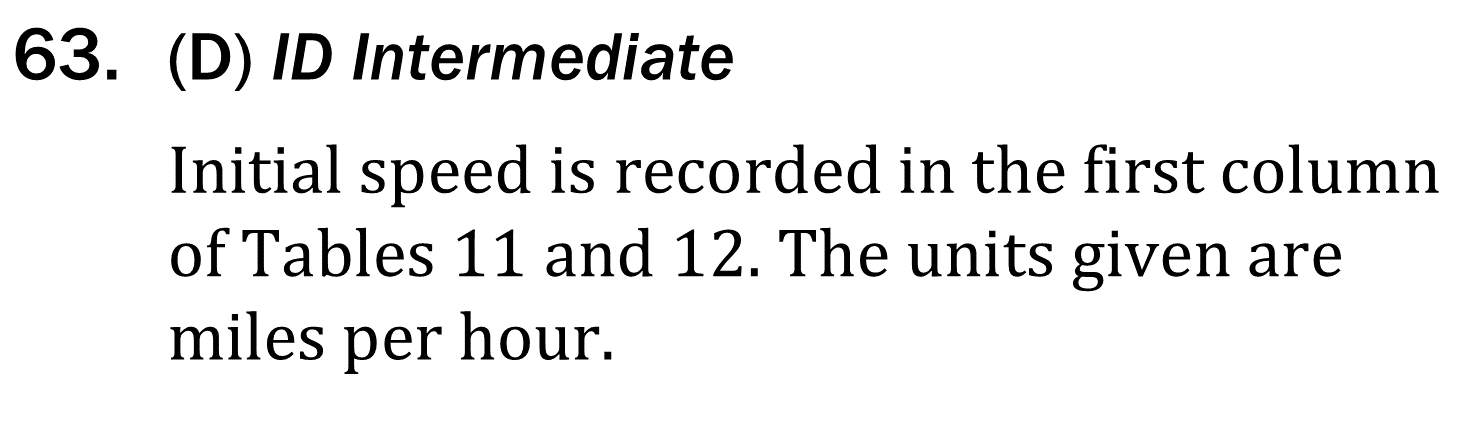 63. (D) ID Intermediate
Initial speed is recorded in the first column
of Tables 11 and 12. The units given are
miles per hour.